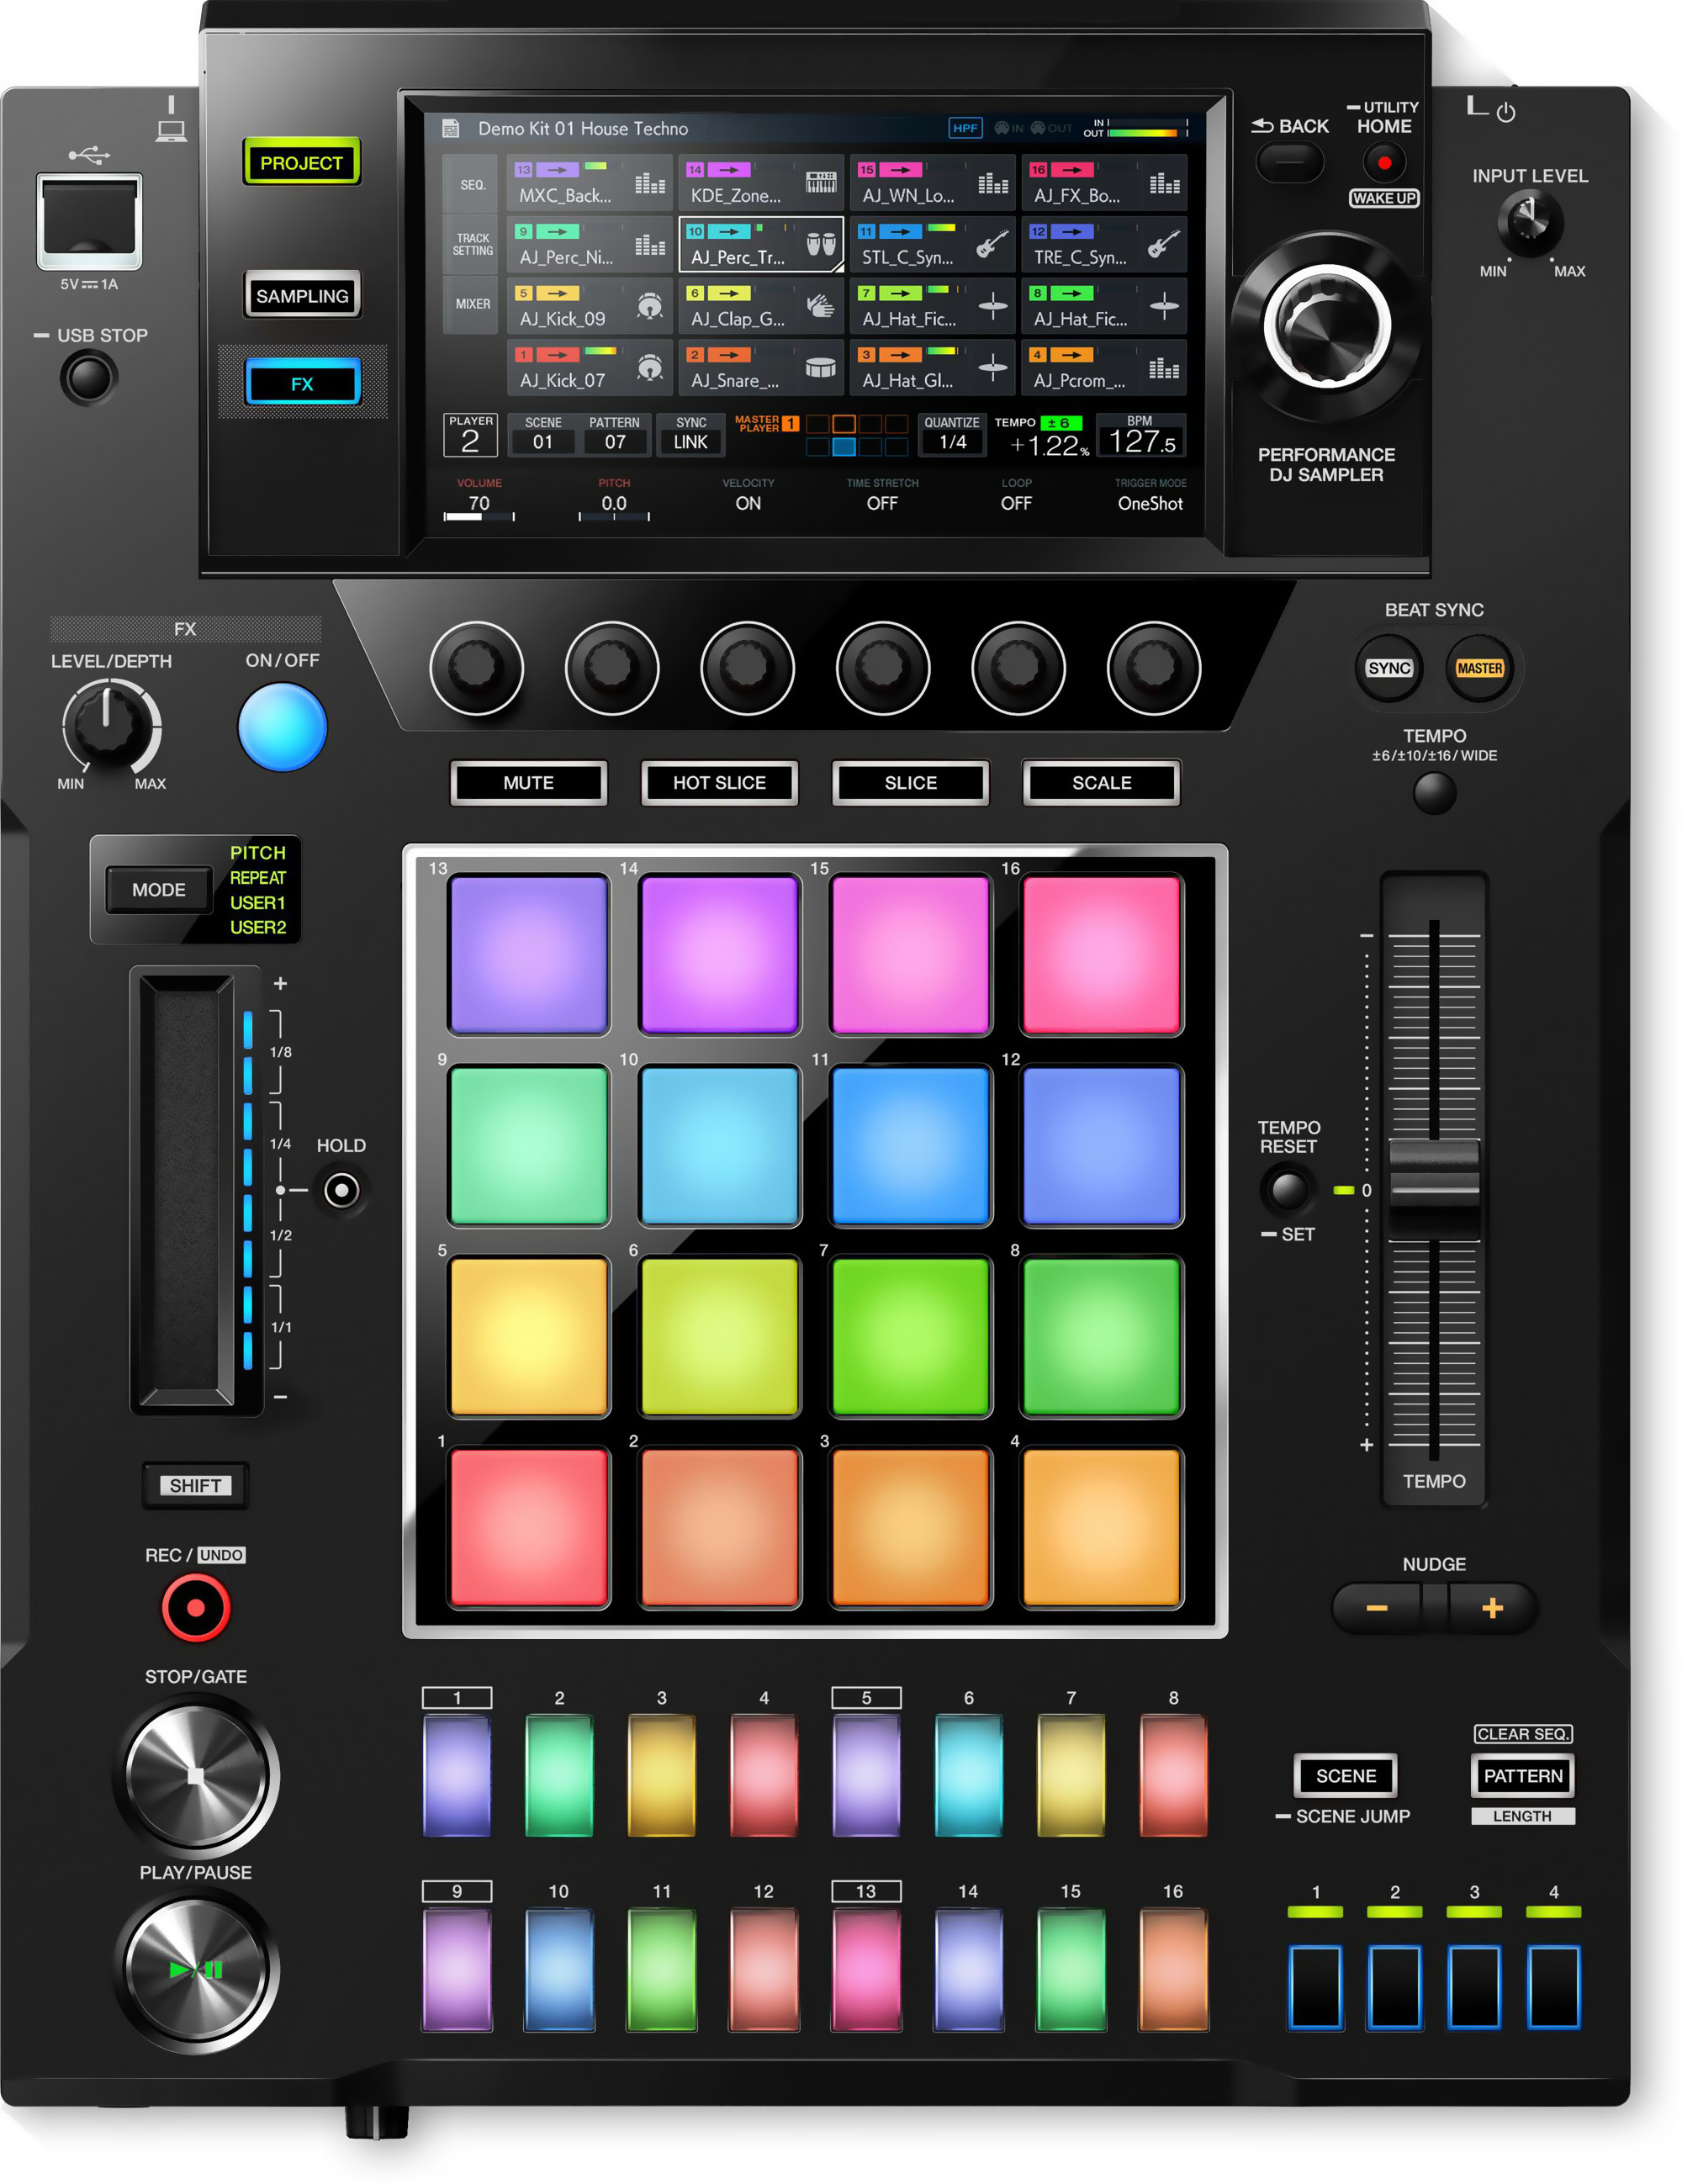 UTILITY
BACK
HOME
WAKE UP
INPUT LEVEL
MIN
MAX
5V 1A
USB STOP
PROJECT
SAMPLING
FX
Demo Kit 01 House Techno
HPF
IN
OUT
IN
OUT
SEQ.
13
MXC_Back...
14
KDE_Zone...
15
AJ_WN_Lo...
16
AJ_FX_Bo...
TRACK
SETTING
9
AJ_Perc_Ni...
10
AJ_Perc_Tr...
11
STL_C_Syn...
12
TRE_C_Syn...
MIXER
5
AJ_Kick_09
6
AJ_Clap_G...
7
AJ_Hat_Fic...
8
AJ_Hat_Fic...
1
AJ_Kick_07
2
AJ_Snare_...
3
AJ_Hat_Gl...
4
AJ_Pcrom_...
PLAYER
2
SCENE
01
PATTERN
07
SYNC
LINK
MASTER
PLAYER 1
QUANTIZE
1/4
TEMPO ±6
+1.22%
BPM
127.5
VOLUME
70
PITCH
0.0
VELOCITY
ON
TIME STRETCH
OFF
LOOP
OFF
TRIGGER MODE
OneShot
PERFORMANCE
DJ SAMPLER
FX
LEVEL/DEPTH
ON/OFF
MIN
MAX
BEAT SYNC
SYNC
MASTER
TEMPO
±6/±10/±16/WIDE
MUTE
HOT SLICE
SLICE
SCALE
MODE
PITCH
REPEAT
USER1
USER2
+
1/8
1/4
1/2
1/1
−
HOLD
13
14
15
16
9
10
11
12
5
6
7
8
1
2
3
4
TEMPO
RESET
SET
−
0
+
TEMPO
SHIFT
REC / UNDO
NUDGE
−
+
STOP/GATE
PLAY/PAUSE
1
2
3
4
5
6
7
8
9
10
11
12
13
14
15
16
CLEAR SEQ.
SCENE
PATTERN
SCENE JUMP
LENGTH
1
2
3
4